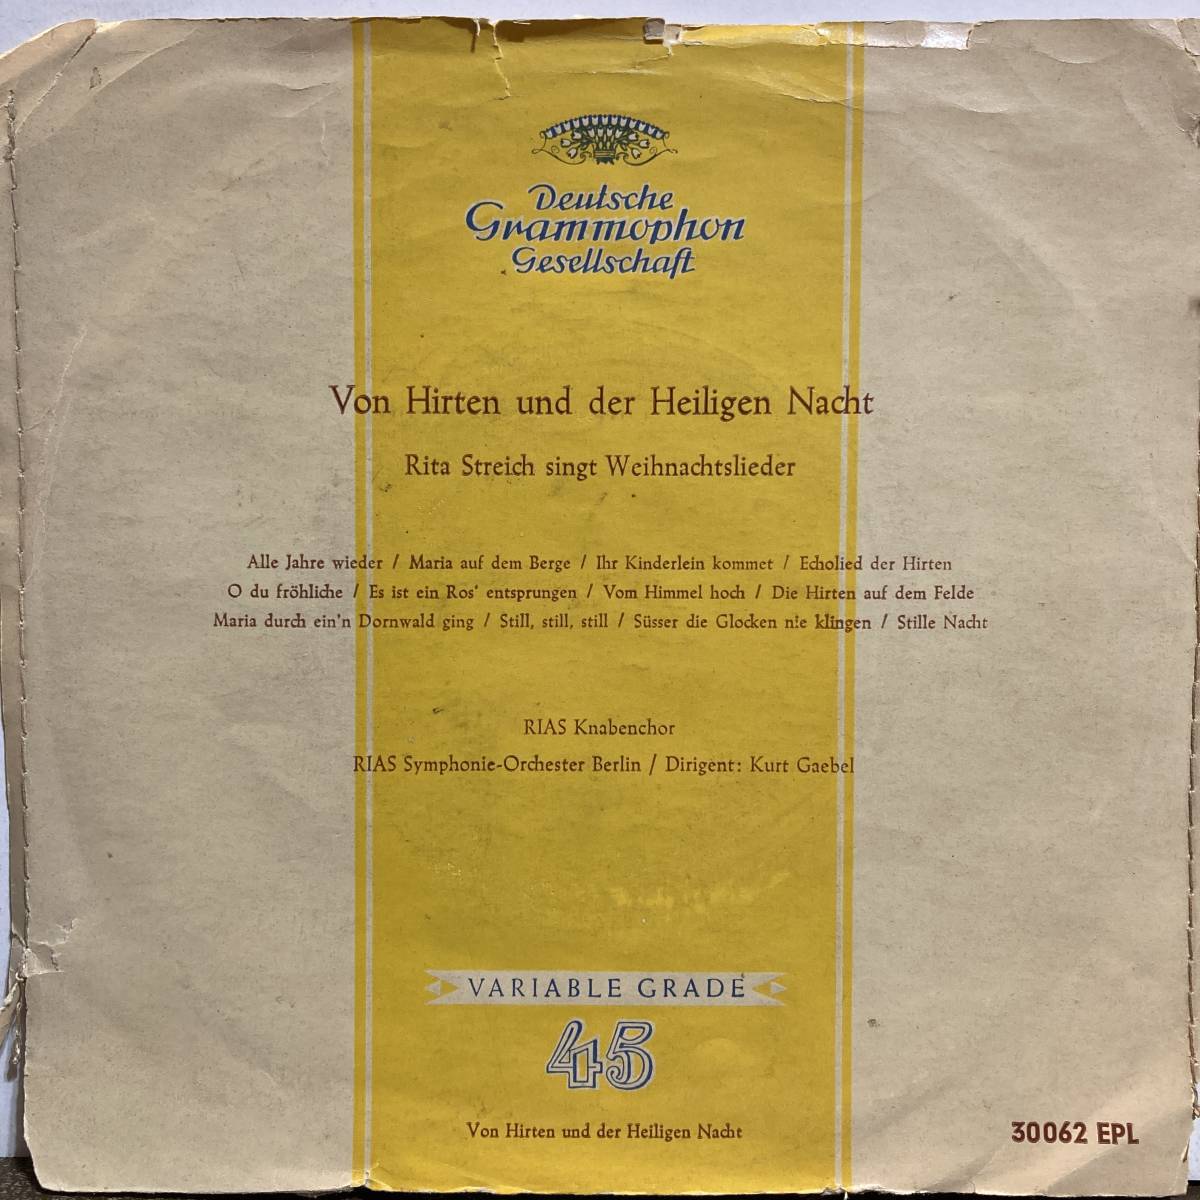 Deutsche
Grammophon
Gesellschaft
Von Hirten und der Heiligen Nacht
Rita Streich singt Weihnachtslieder
Alle Jahre wieder / Maria auf dem Berge / Ihr Kinderlein kommet / Echolied der Hirten
O du fröhliche / Es ist ein Ros' entsprungen / Vom Himmel hoch / Die Hirten auf dem Felde
Maria durch ein'n Dornwald ging / Still, still, still / Süsser die Glocken nie klingen / Stille Nacht
RIAS Knabenchor
RIAS Symphonie-Orchester Berlin / Dirigent: Kurt Gaebel
VARIABLE GRADE
45
Von Hirten und der Heiligen Nacht
30062 EPL